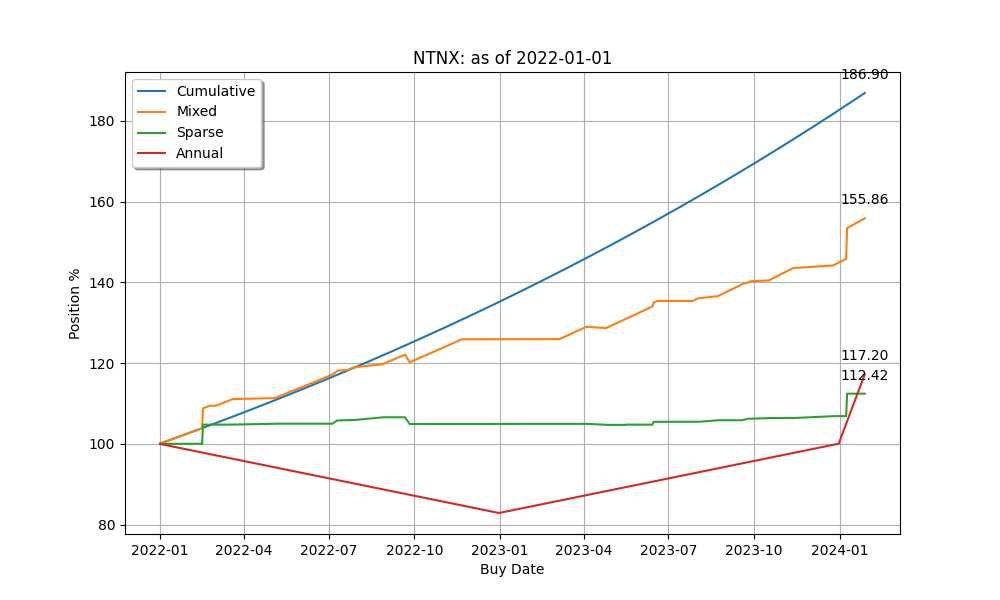 NTNX: as of 2022-01-01
186.90
Cumulative
Mixed
Sparse
Annual
180
160
140
120
100
80
155.86
117.20
112.42
Position %
2022-01
2022-04
2022-07
2022-10
2023-01
2023-04
2023-07
2023-10
2024-01
Buy Date